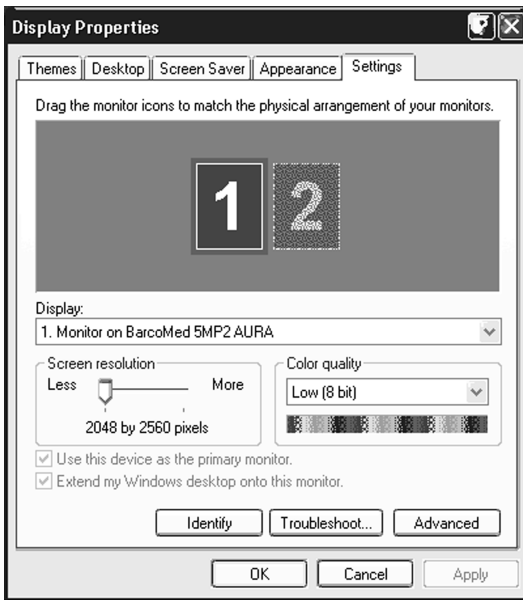 Display Properties
Themes Desktop Screen Saver Appearance Settings
Drag the monitor icons to match the physical arrangement of your monitors.
1 2
Display:
1. Monitor on BarcoMed 5MP2 AURA
Screen resolution
Less More
2048 by 2560 pixels
Color quality
Low (8 bit)
Use this device as the primary monitor.
Extend my Windows desktop onto this monitor.
Identify Troubleshoot... Advanced
OK Cancel Apply